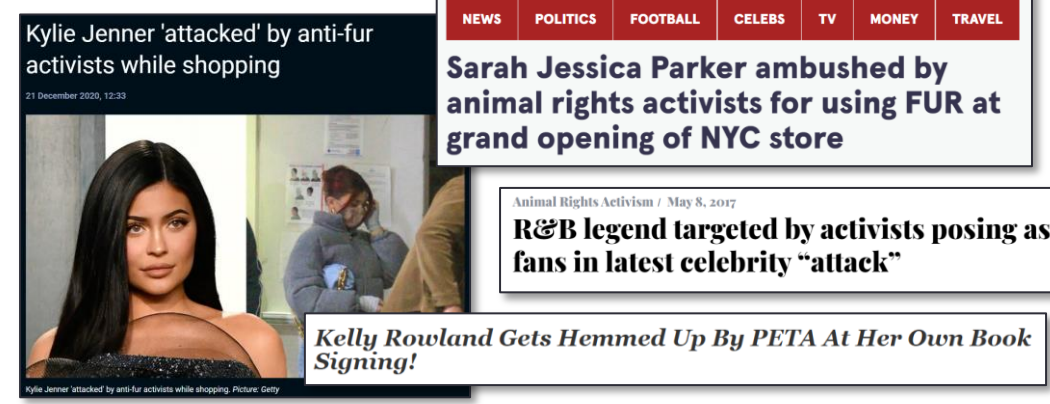 Kylie Jenner 'attacked' by anti-fur
activists while shopping
21 December 2020, 12:33
Kylie Jenner 'attacked' by anti-fur activists while shopping. Picture: Getty
NEWS POLITICS FOOTBALL CELEBS TV MONEY TRAVEL
Sarah Jessica Parker ambushed by
animal rights activists for using FUR at
grand opening of NYC store
Animal Rights Activism / May 8, 2017
R&B legend targeted by activists posing as
fans in latest celebrity “attack”
Kelly Rowland Gets Hemmed Up By PETA At Her Own Book
Signing!